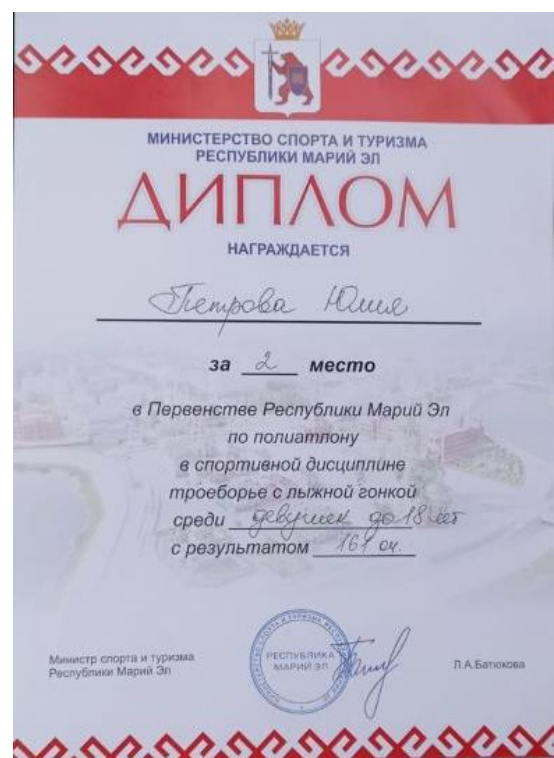 МИНИСТЕРСТВО СПОРТА И ТУРИЗМА
РЕСПУБЛИКИ МАРИЙ ЭЛ
ДИПЛОМ
НАГРАЖДАЕТСЯ
Петрова Юлия
за 2 место
в Первенстве Республики Марий Эл
по полиатлону
в спортивной дисциплине
троеборье с лыжной гонкой
среди девушек до 18 лет
с результатом 161 оч.
РЕСПУБЛИКА
МАРИЙ ЭЛ
Министр спорта и туризма
Республики Марий Эл
Л.А.Батюкова